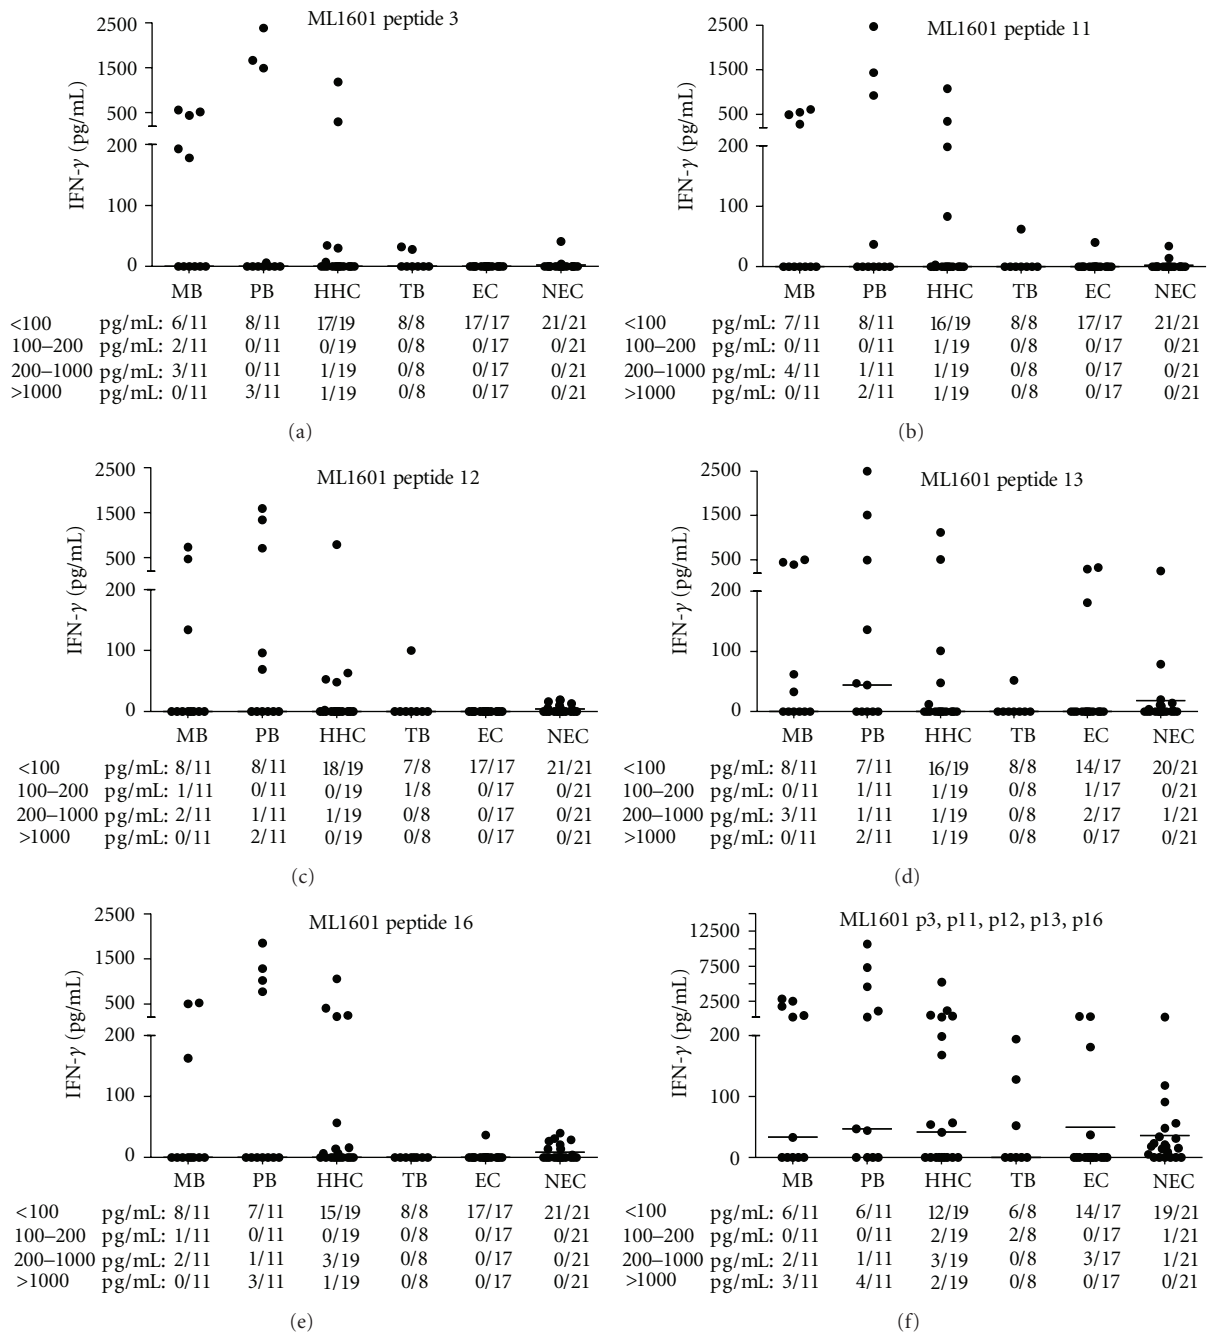 ML1601 peptide 3
2500
1500
500
200
100
0
IFN-γ (pg/mL)
MB PB HHC TB EC NEC
<100 pg/mL: 6/11 8/11 17/19 8/8 17/17 21/21
100–200 pg/mL: 2/11 0/11 0/19 0/8 0/17 0/21
200–1000 pg/mL: 3/11 0/11 1/19 0/8 0/17 0/21
>1000 pg/mL: 0/11 3/11 1/19 0/8 0/17 0/21
(a)
ML1601 peptide 11
2500
1500
500
200
100
0
IFN-γ (pg/mL)
MB PB HHC TB EC NEC
<100 pg/mL: 7/11 8/11 16/19 8/8 17/17 21/21
100–200 pg/mL: 0/11 0/11 1/19 0/8 0/17 0/21
200–1000 pg/mL: 4/11 1/11 1/19 0/8 0/17 0/21
>1000 pg/mL: 0/11 2/11 1/19 0/8 0/17 0/21
(b)
ML1601 peptide 12
2500
1500
500
200
100
0
IFN-γ (pg/mL)
MB PB HHC TB EC NEC
<100 pg/mL: 8/11 8/11 18/19 7/8 17/17 21/21
100–200 pg/mL: 1/11 0/11 0/19 1/8 0/17 0/21
200–1000 pg/mL: 2/11 1/11 1/19 0/8 0/17 0/21
>1000 pg/mL: 0/11 2/11 0/19 0/8 0/17 0/21
(c)
ML1601 peptide 13
2500
1500
500
200
100
0
IFN-γ (pg/mL)
MB PB HHC TB EC NEC
<100 pg/mL: 8/11 7/11 16/19 8/8 14/17 20/21
100–200 pg/mL: 0/11 1/11 1/19 0/8 1/17 0/21
200–1000 pg/mL: 3/11 1/11 1/19 0/8 2/17 1/21
>1000 pg/mL: 0/11 2/11 1/19 0/8 0/17 0/21
(d)
ML1601 peptide 16
2500
1500
500
200
100
0
IFN-γ (pg/mL)
MB PB HHC TB EC NEC
<100 pg/mL: 8/11 7/11 15/19 8/8 17/17 21/21
100–200 pg/mL: 1/11 0/11 0/19 0/8 0/17 0/21
200–1000 pg/mL: 2/11 1/11 3/19 0/8 0/17 0/21
>1000 pg/mL: 0/11 3/11 1/19 0/8 0/17 0/21
(e)
ML1601 p3, p11, p12, p13, p16
12500
7500
2500
200
100
0
IFN-γ (pg/mL)
MB PB HHC TB EC NEC
<100 pg/mL: 6/11 6/11 12/19 6/8 14/17 19/21
100–200 pg/mL: 0/11 0/11 2/19 2/8 0/17 1/21
200–1000 pg/mL: 2/11 1/11 3/19 0/8 3/17 1/21
>1000 pg/mL: 3/11 4/11 2/19 0/8 0/17 0/21
(f)